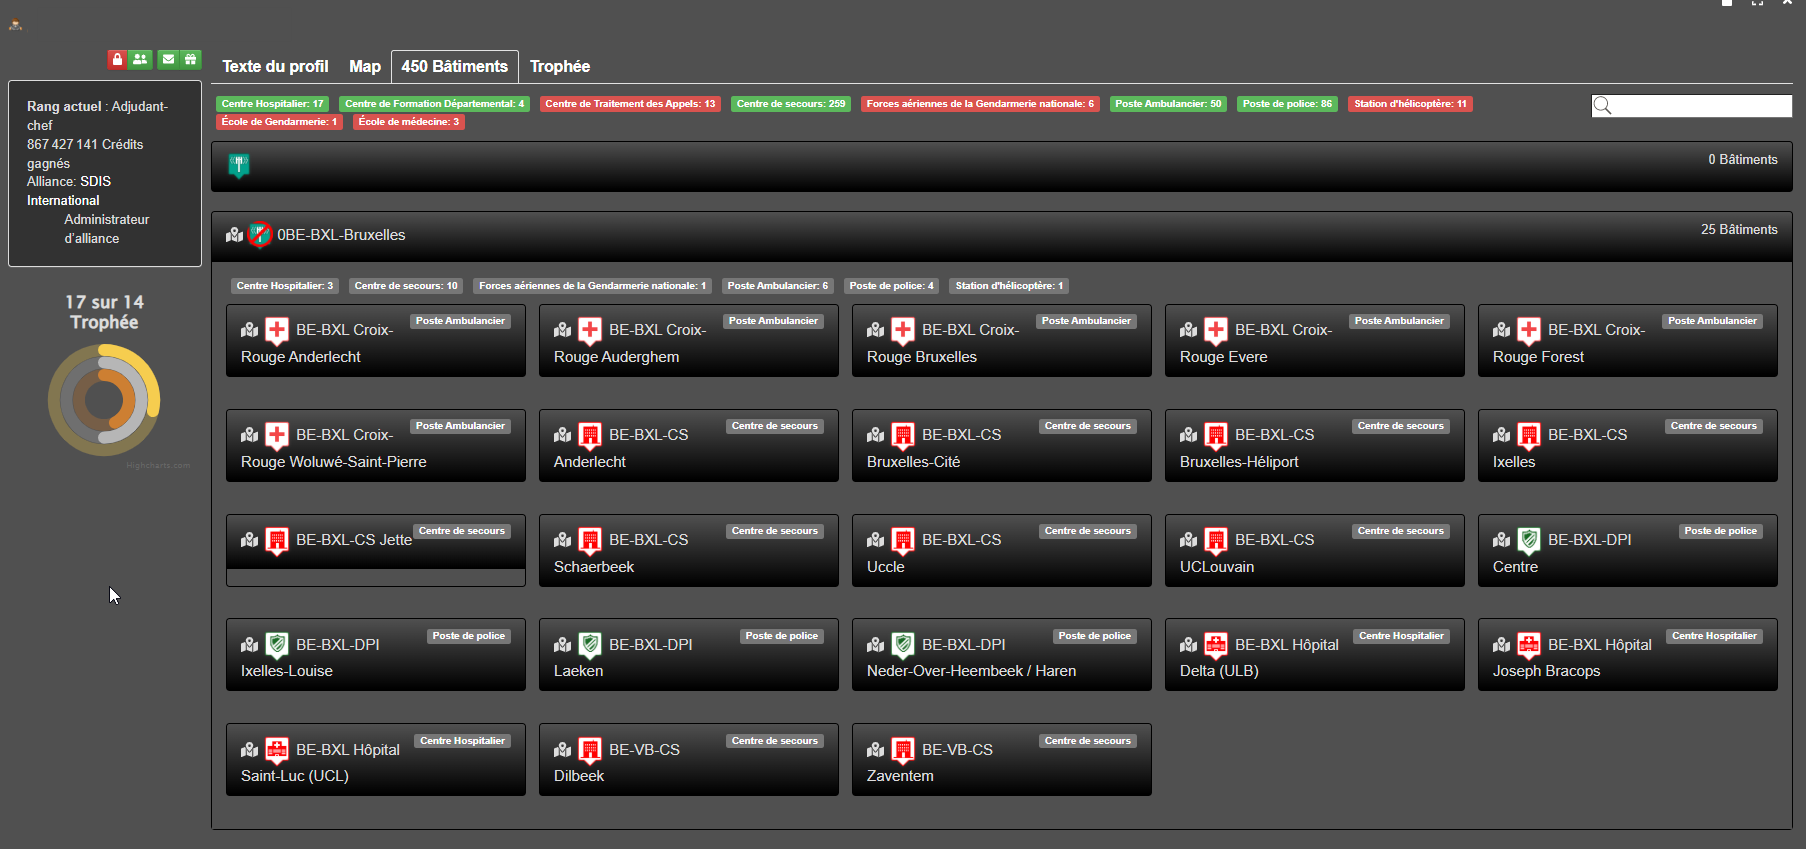 Texte du profil Map 450 Bâtiments Trophée
Rang actuel : Adjudant-
chef
867 427 141 Crédits
gagnés
Alliance: SDIS
International
Administrateur
d'alliance
17 sur 14
Trophée
Highcharts.com
Centre Hospitalier: 17 Centre de Formation Départemental: 4 Centre de Traitement des Appels: 13 Centre de secours: 259 Forces aériennes de la Gendarmerie nationale: 6 Poste Ambulancier: 50 Poste de police: 86 Station d'hélicoptère: 11
École de Gendarmerie: 1 École de médecine: 3
0 Bâtiments
0BE-BXL-Bruxelles 25 Bâtiments
Centre Hospitalier: 3 Centre de secours: 10 Forces aériennes de la Gendarmerie nationale: 1 Poste Ambulancier: 6 Poste de police: 4 Station d'hélicoptère: 1
BE-BXL Croix- Poste Ambulancier
Rouge Anderlecht
BE-BXL Croix- Poste Ambulancier
Rouge Auderghem
BE-BXL Croix- Poste Ambulancier
Rouge Bruxelles
BE-BXL Croix- Poste Ambulancier
Rouge Evere
BE-BXL Croix- Poste Ambulancier
Rouge Forest
BE-BXL Croix- Poste Ambulancier
Rouge Woluwé-Saint-Pierre
BE-BXL-CS Centre de secours
Anderlecht
BE-BXL-CS Centre de secours
Bruxelles-Cité
BE-BXL-CS Centre de secours
Bruxelles-Héliport
BE-BXL-CS Centre de secours
Ixelles
BE-BXL-CS Jette Centre de secours
BE-BXL-CS Centre de secours
Schaerbeek
BE-BXL-CS Centre de secours
Uccle
BE-BXL-CS Centre de secours
UCLouvain
BE-BXL-DPI Poste de police
Centre
BE-BXL-DPI Poste de police
Ixelles-Louise
BE-BXL-DPI Poste de police
Laeken
BE-BXL-DPI Poste de police
Neder-Over-Heembeek / Haren
BE-BXL Hôpital Centre Hospitalier
Delta (ULB)
BE-BXL Hôpital Centre Hospitalier
Joseph Bracops
BE-BXL Hôpital Centre Hospitalier
Saint-Luc (UCL)
BE-VB-CS Centre de secours
Dilbeek
BE-VB-CS Centre de secours
Zaventem